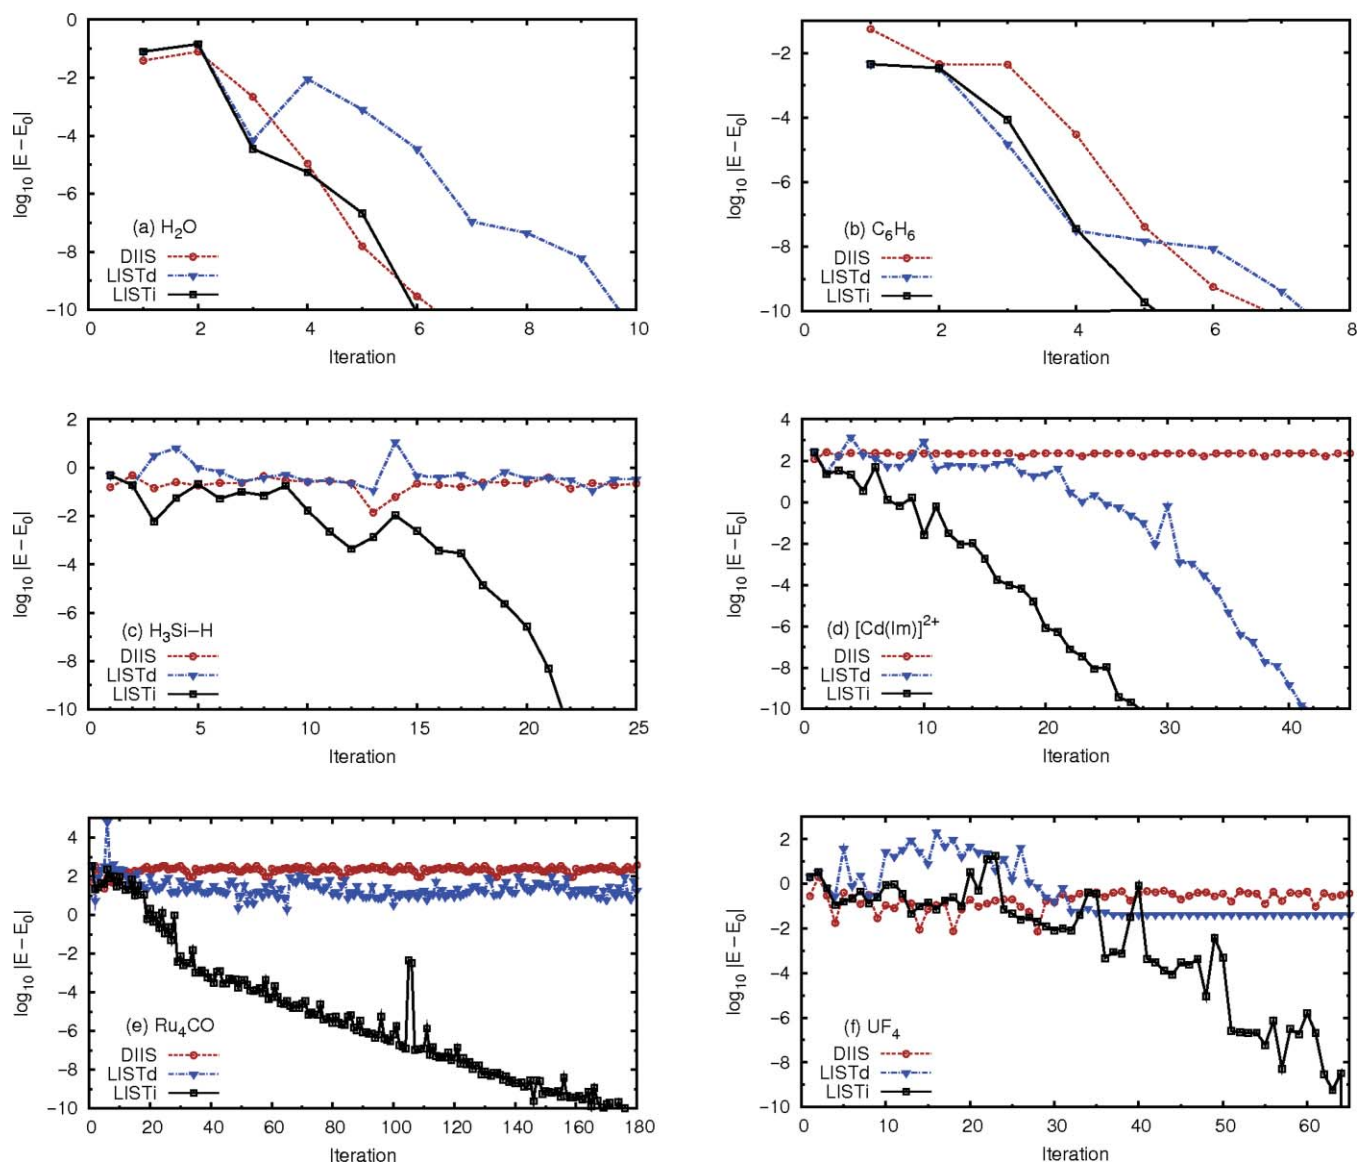 0
−2
−4
−6
−8
−10
log₁₀ |E − E₀|
(a) H₂O
DIIS
LISTd
LISTi
0 2 4 6 8 10
Iteration
−2
−4
−6
−8
−10
log₁₀ |E − E₀|
(b) C₆H₆
DIIS
LISTd
LISTi
0 2 4 6 8
Iteration
2
0
−2
−4
−6
−8
−10
log₁₀ |E − E₀|
(c) H₃Si−H
DIIS
LISTd
LISTi
0 5 10 15 20 25
Iteration
4
2
0
−2
−4
−6
−8
−10
log₁₀ |E − E₀|
(d) [Cd(Im)]²⁺
DIIS
LISTd
LISTi
0 10 20 30 40
Iteration
4
2
0
−2
−4
−6
−8
−10
log₁₀ |E − E₀|
(e) Ru₄CO
DIIS
LISTd
LISTi
0 20 40 60 80 100 120 140 160 180
Iteration
2
0
−2
−4
−6
−8
−10
log₁₀ |E − E₀|
(f) UF₄
DIIS
LISTd
LISTi
0 10 20 30 40 50 60
Iteration